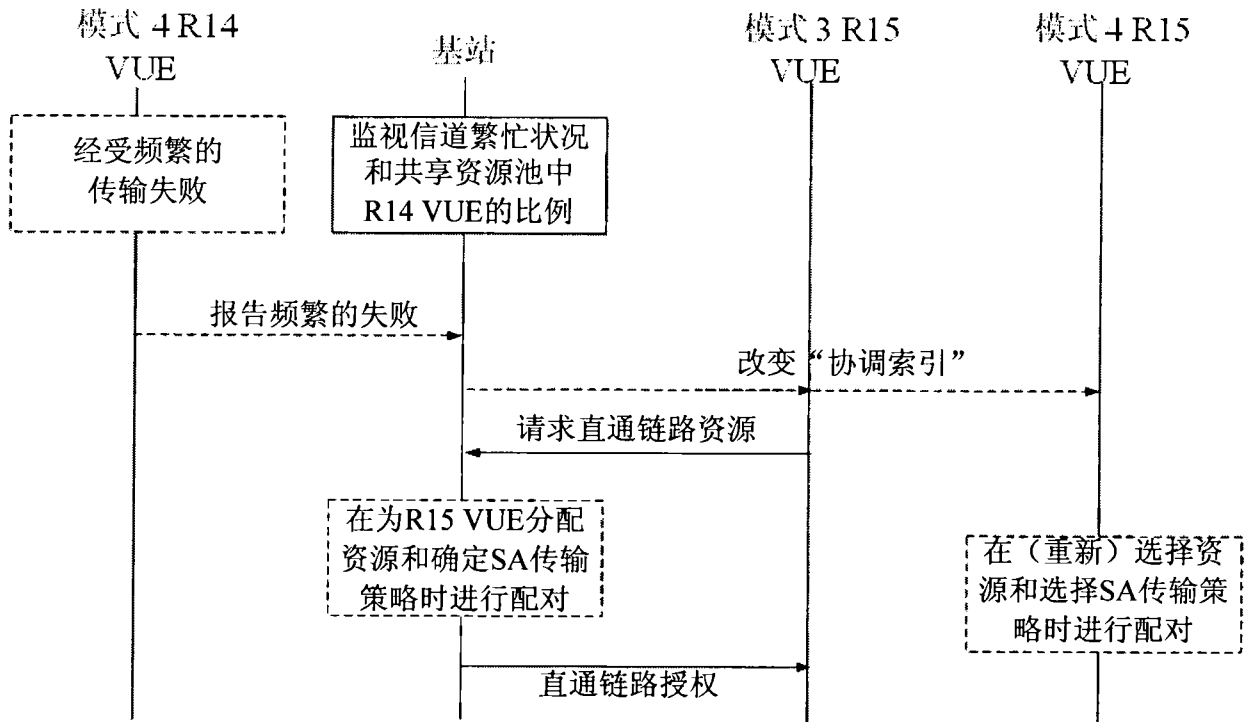 模式 4 R14
VUE
基站
模式 3 R15
VUE
模式 4 R15
VUE
经受频繁的
传输失败
监视信道繁忙状况
和共享资源池中
R14 VUE的比例
报告频繁的失败
改变“协调索引”
请求直通链路资源
在为R15 VUE分配
资源和确定SA传输
策略时进行配对
在（重新）选择资
源和选择SA传输策
略时进行配对
直通链路授权